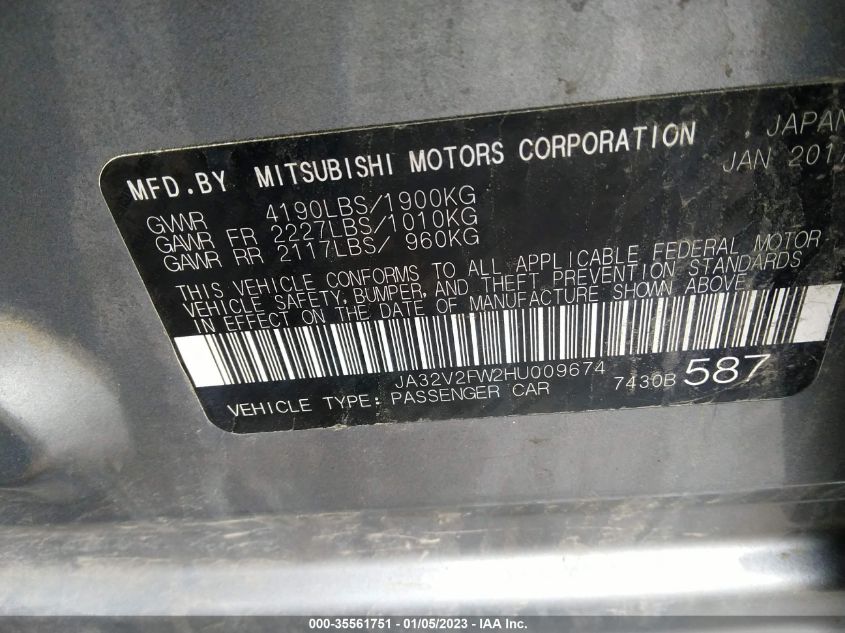 MFD.BY MITSUBISHI MOTORS CORPORATION . JAPAN
JAN 2017
GWVR 4190LBS/1900KG
GAWR FR 2227LBS/1010KG
GAWR RR 2117LBS/ 960KG
THIS VEHICLE CONFORMS TO ALL APPLICABLE FEDERAL MOTOR
VEHICLE SAFETY, BUMPER, AND THEFT PREVENTION STANDARDS
IN EFFECT ON THE DATE OF MANUFACTURE SHOWN ABOVE.
JA32V2FW2HU009674 7430B 587
VEHICLE TYPE: PASSENGER CAR
000-35561751 - 01/05/2023 - IAA Inc.